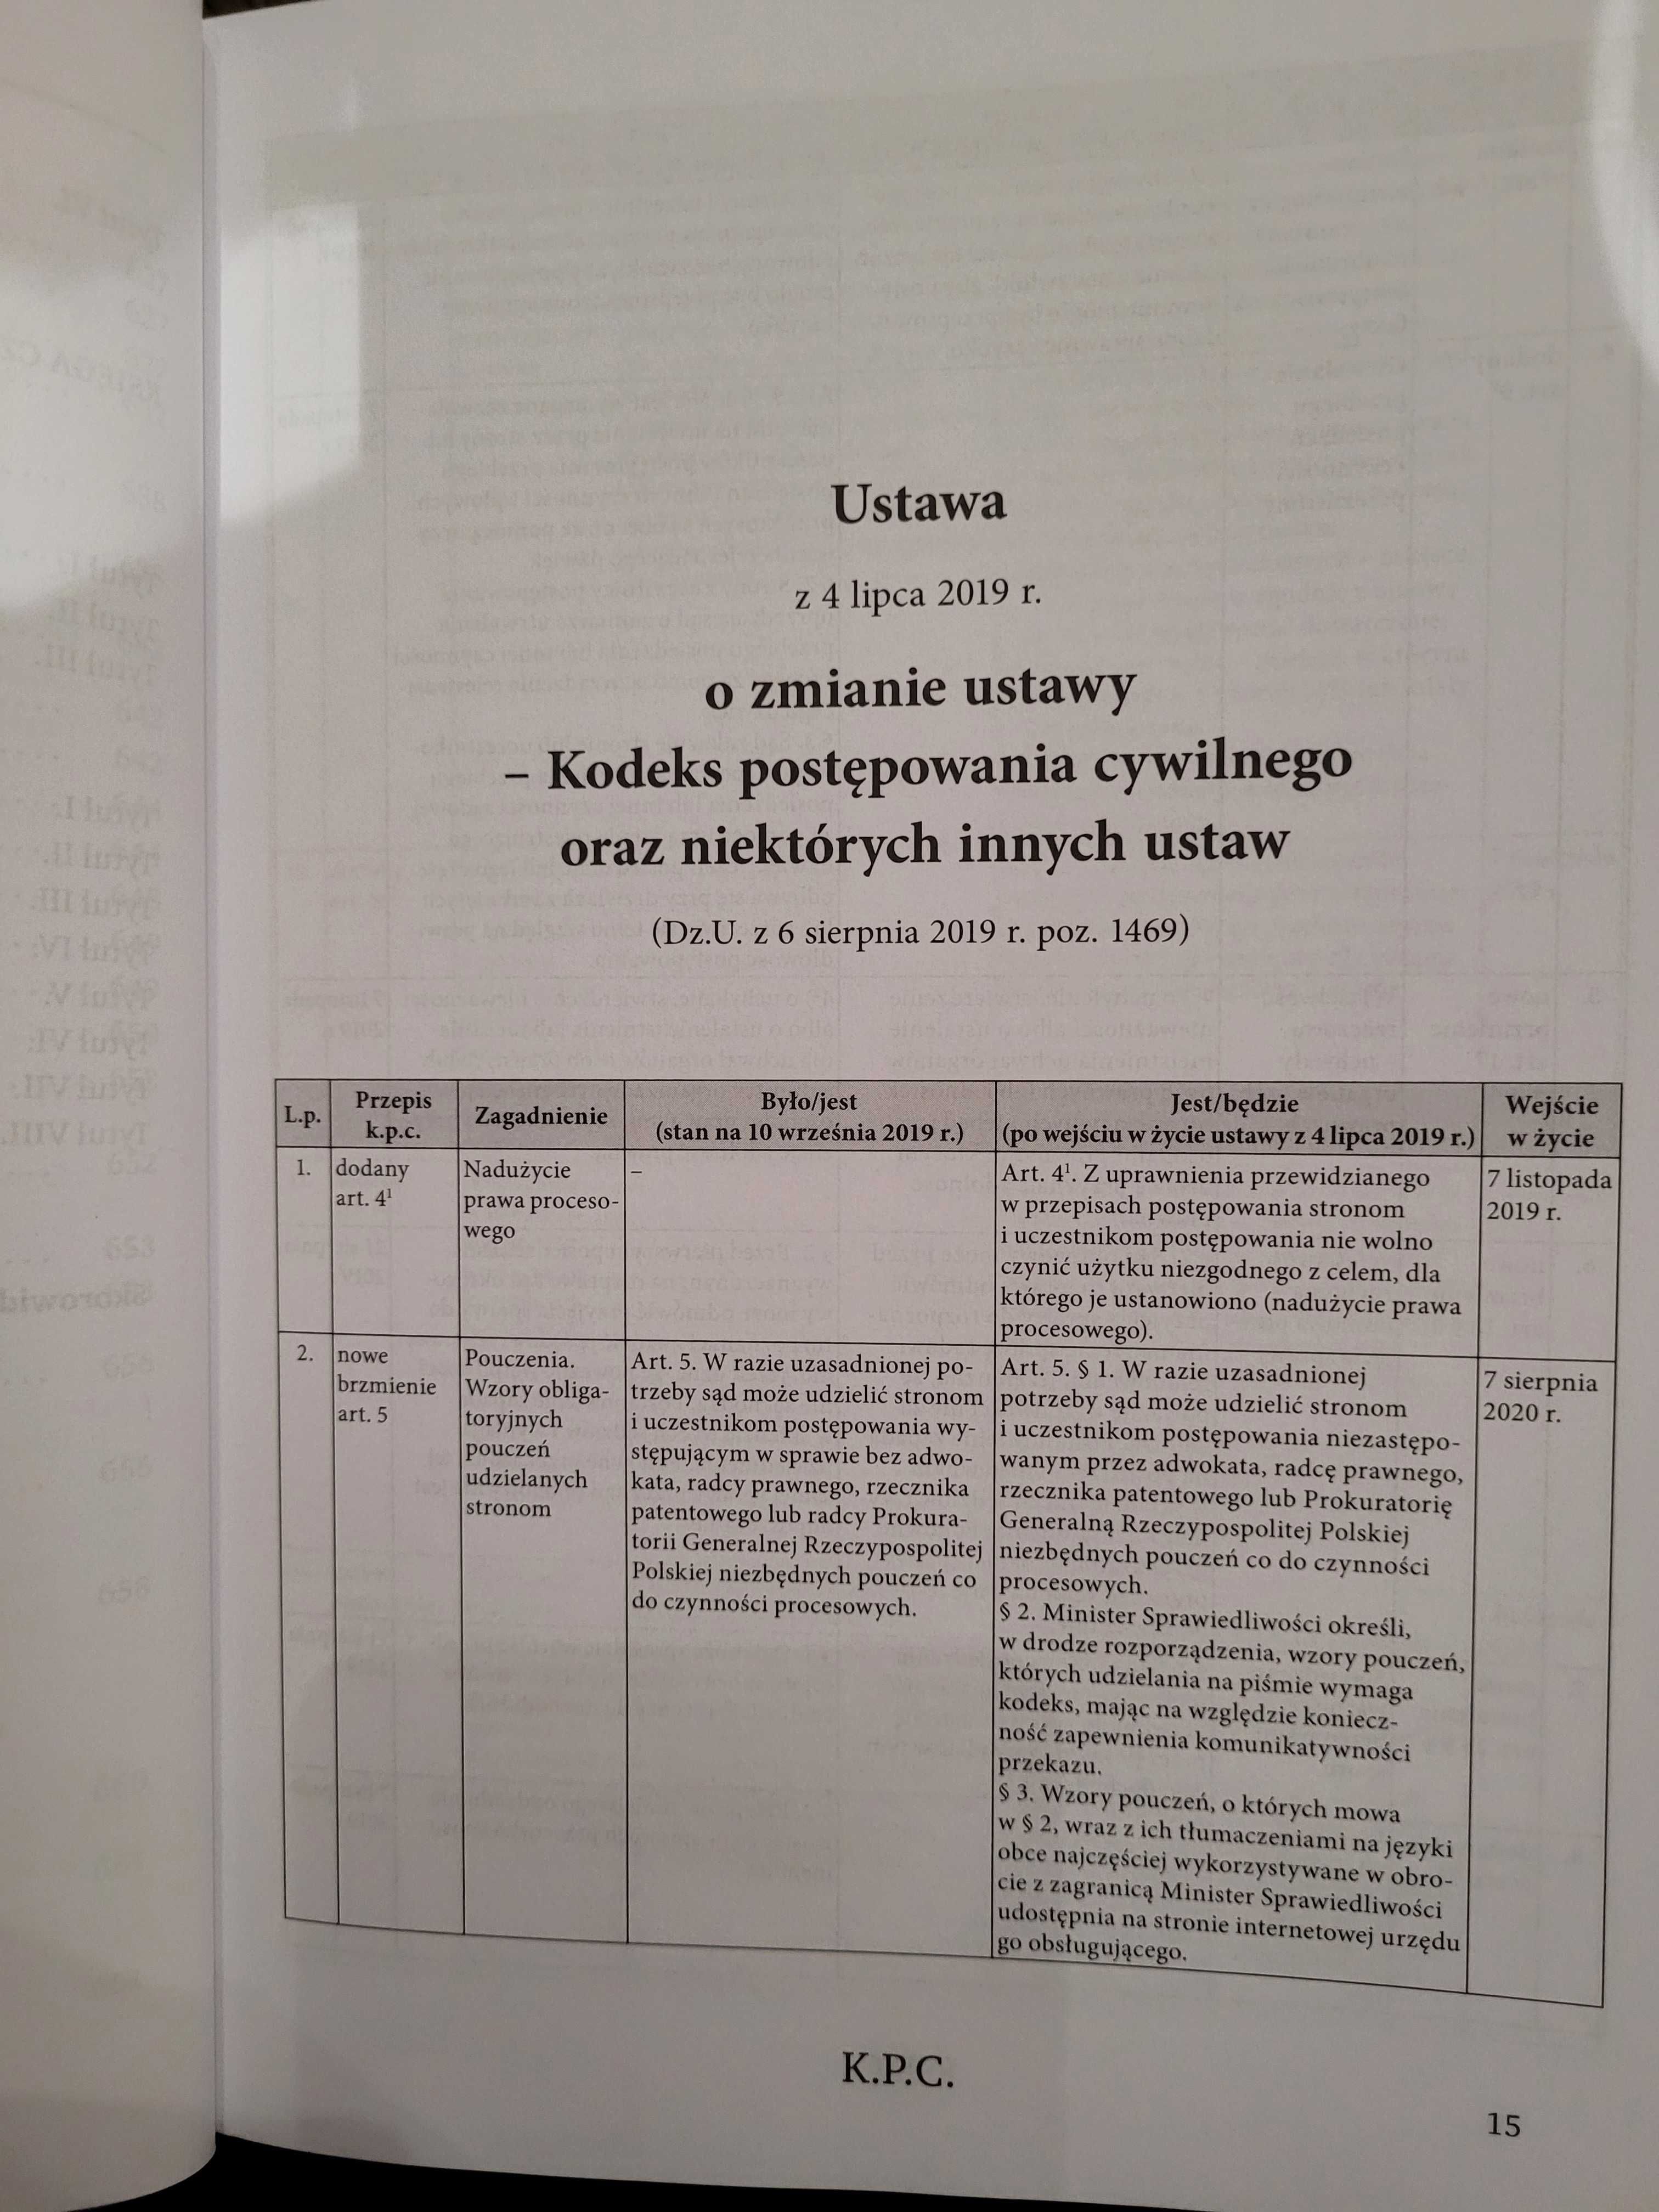 Ustawa
z 4 lipca 2019 r.
o zmianie ustawy
– Kodeks postępowania cywilnego
oraz niektórych innych ustaw
(Dz.U. z 6 sierpnia 2019 r. poz. 1469)
L.p.
Przepis
k.p.c.
Zagadnienie
Było/jest
(stan na 10 września 2019 r.)
Jest/będzie
(po wejściu w życie ustawy z 4 lipca 2019 r.)
Wejście
w życie
1.
dodany
art. 4¹
Nadużycie
prawa proceso-
wego
–
Art. 4¹. Z uprawnienia przewidzianego
w przepisach postępowania stronom
i uczestnikom postępowania nie wolno
czynić użytku niezgodnego z celem, dla
którego je ustanowiono (nadużycie prawa
procesowego).
7 listopada
2019 r.
2.
nowe
brzmienie
art. 5
Pouczenia.
Wzory obliga-
toryjnych
pouczeń
udzielanych
stronom
Art. 5. W razie uzasadnionej po-
trzeby sąd może udzielić stronom
i uczestnikom postępowania wy-
stępującym w sprawie bez adwo-
kata, radcy prawnego, rzecznika
patentowego lub radcy Prokura-
torii Generalnej Rzeczypospolitej
Polskiej niezbędnych pouczeń co
do czynności procesowych.
Art. 5. § 1. W razie uzasadnionej
potrzeby sąd może udzielić stronom
i uczestnikom postępowania niezastępo-
wanym przez adwokata, radcę prawnego,
rzecznika patentowego lub Prokuratorię
Generalną Rzeczypospolitej Polskiej
niezbędnych pouczeń co do czynności
procesowych.
§ 2. Minister Sprawiedliwości określi,
w drodze rozporządzenia, wzory pouczeń,
których udzielania na piśmie wymaga
kodeks, mając na względzie koniecz-
ność zapewnienia komunikatywności
przekazu.
§ 3. Wzory pouczeń, o których mowa
w § 2, wraz z ich tłumaczeniami na języki
obce najczęściej wykorzystywane w obro-
cie z zagranicą Minister Sprawiedliwości
udostępnia na stronie internetowej urzędu
go obsługującego.
7 sierpnia
2020 r.
K.P.C.
15